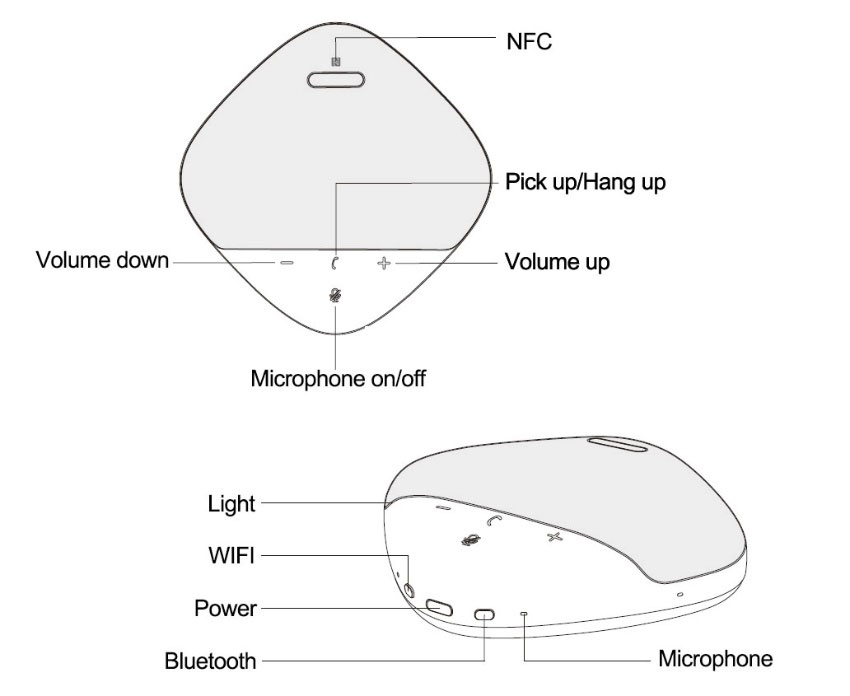 NFC
Pick up/Hang up
Volume down
Volume up
Microphone on/off
Light
WIFI
Power
Bluetooth
Microphone